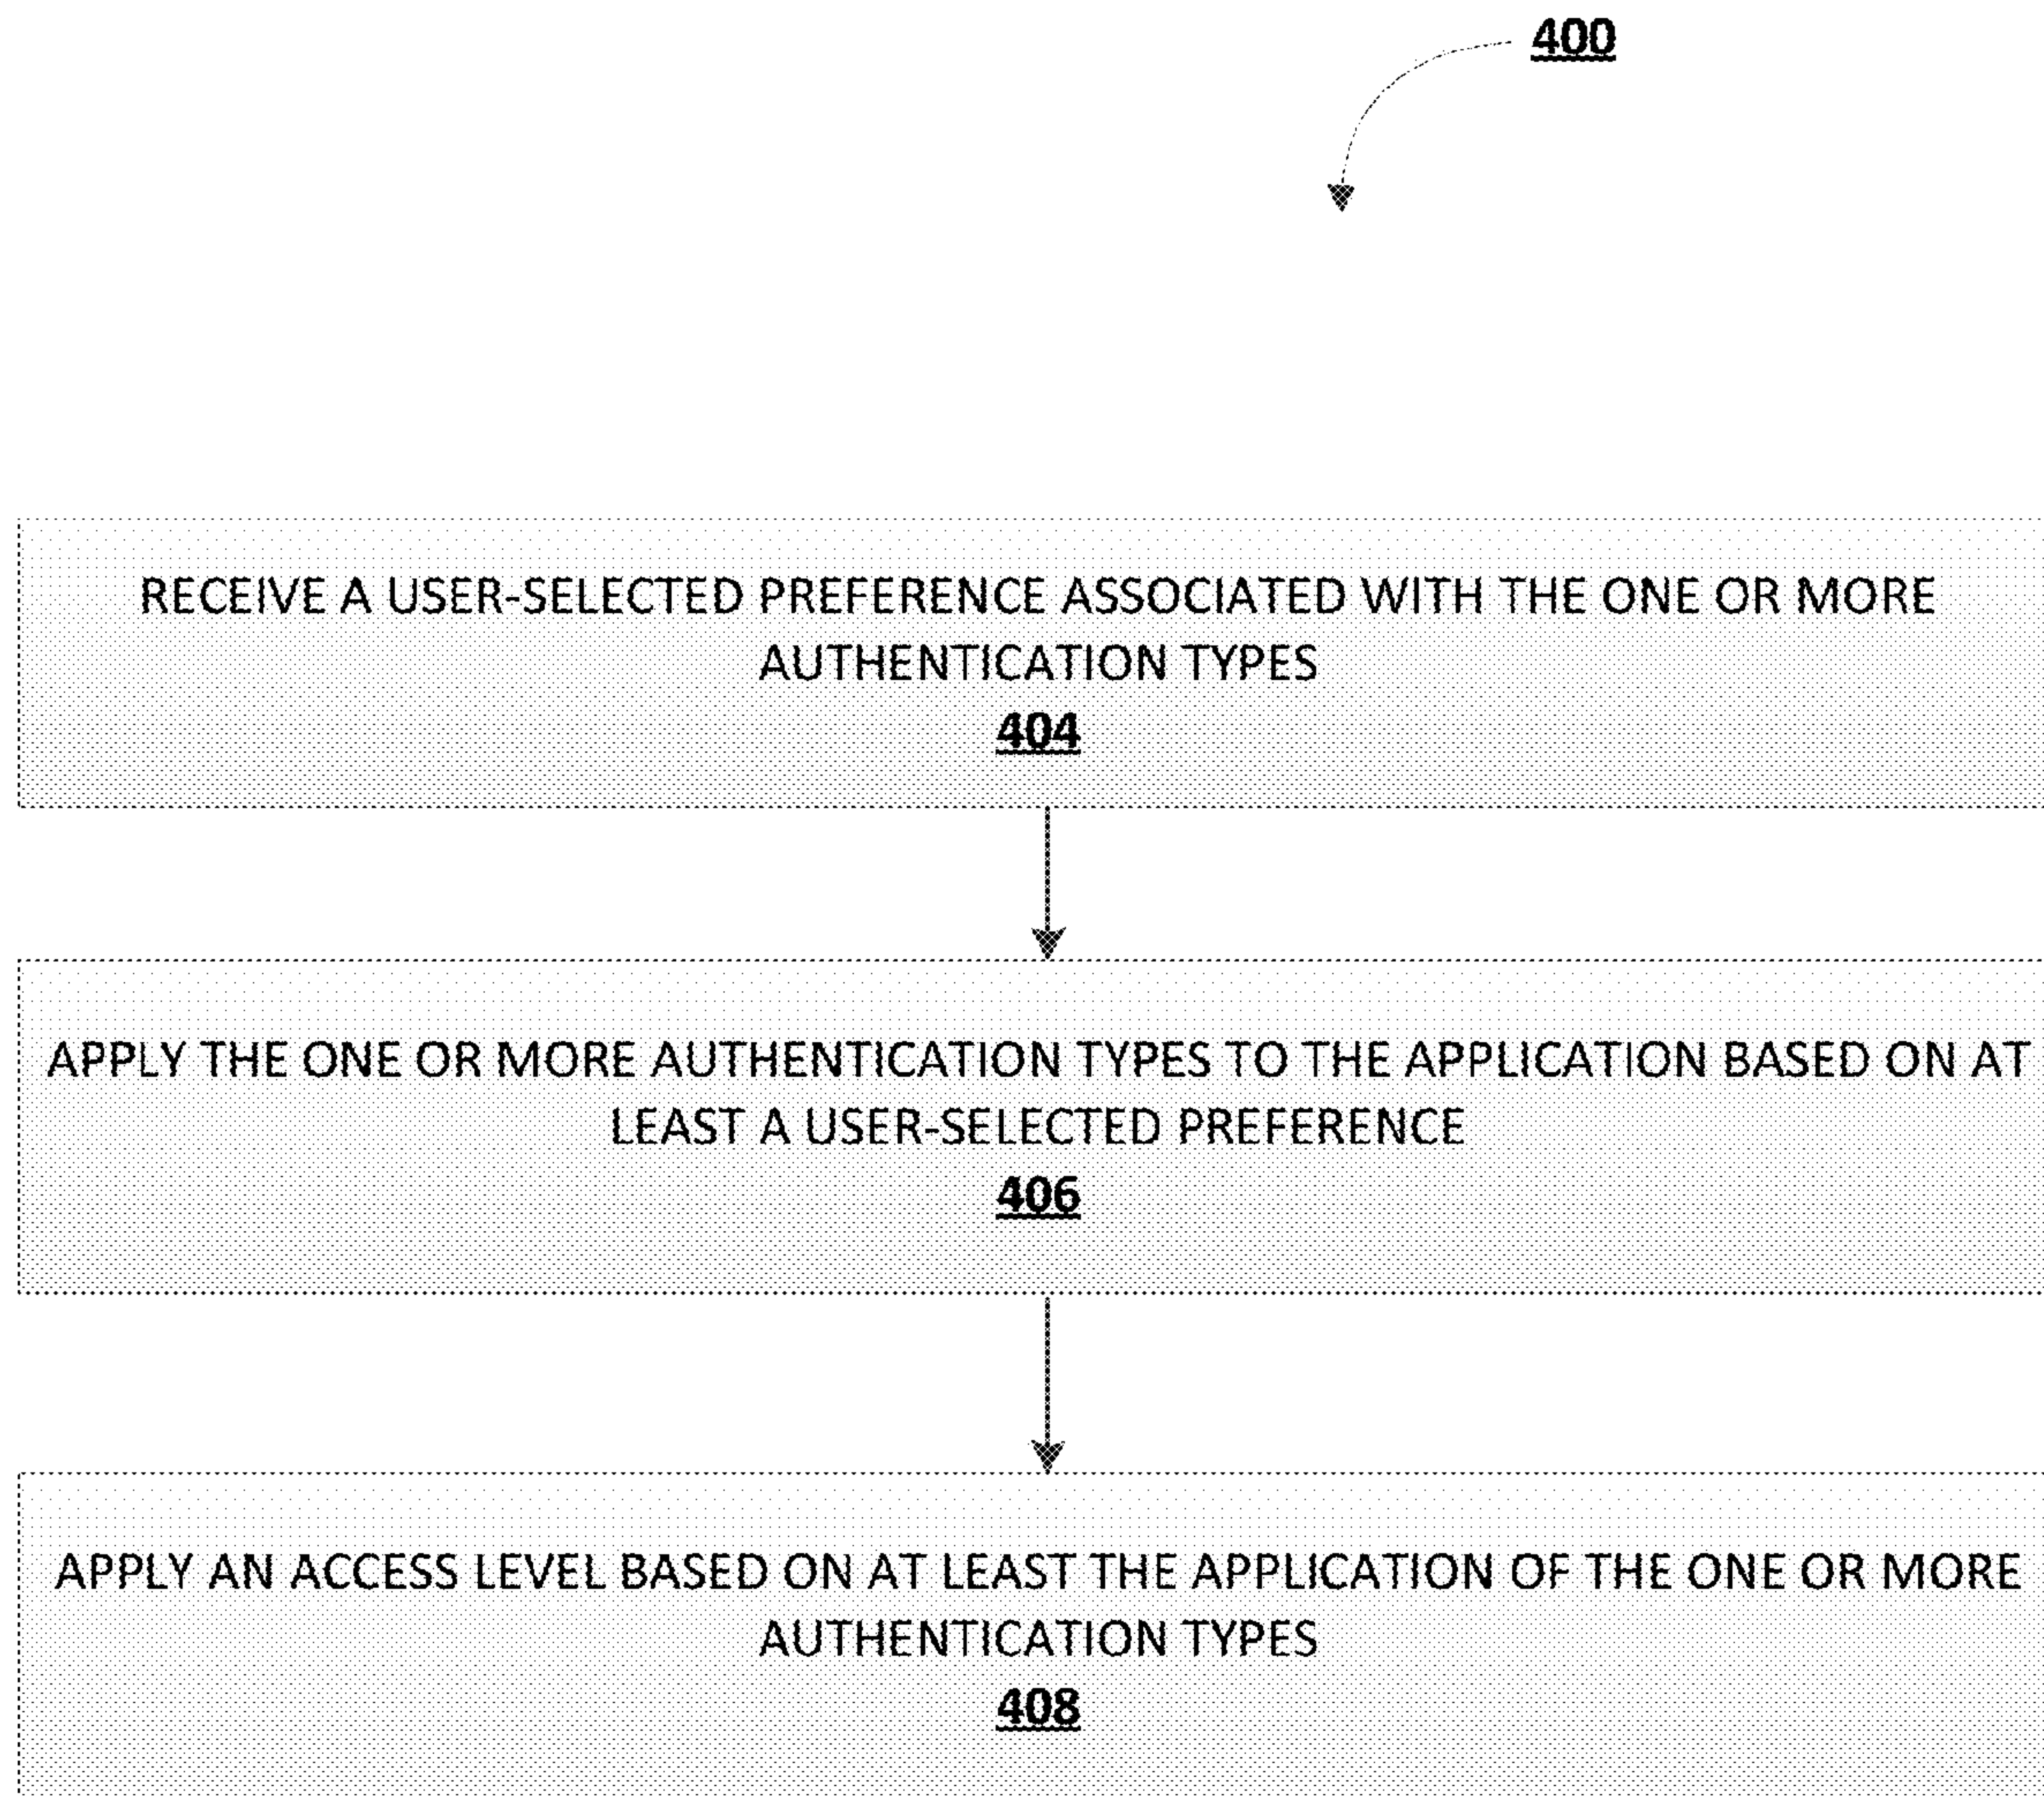 400
RECEIVE A USER-SELECTED PREFERENCE ASSOCIATED WITH THE ONE OR MORE
AUTHENTICATION TYPES
404
APPLY THE ONE OR MORE AUTHENTICATION TYPES TO THE APPLICATION BASED ON AT
LEAST A USER-SELECTED PREFERENCE
406
APPLY AN ACCESS LEVEL BASED ON AT LEAST THE APPLICATION OF THE ONE OR MORE
AUTHENTICATION TYPES
408